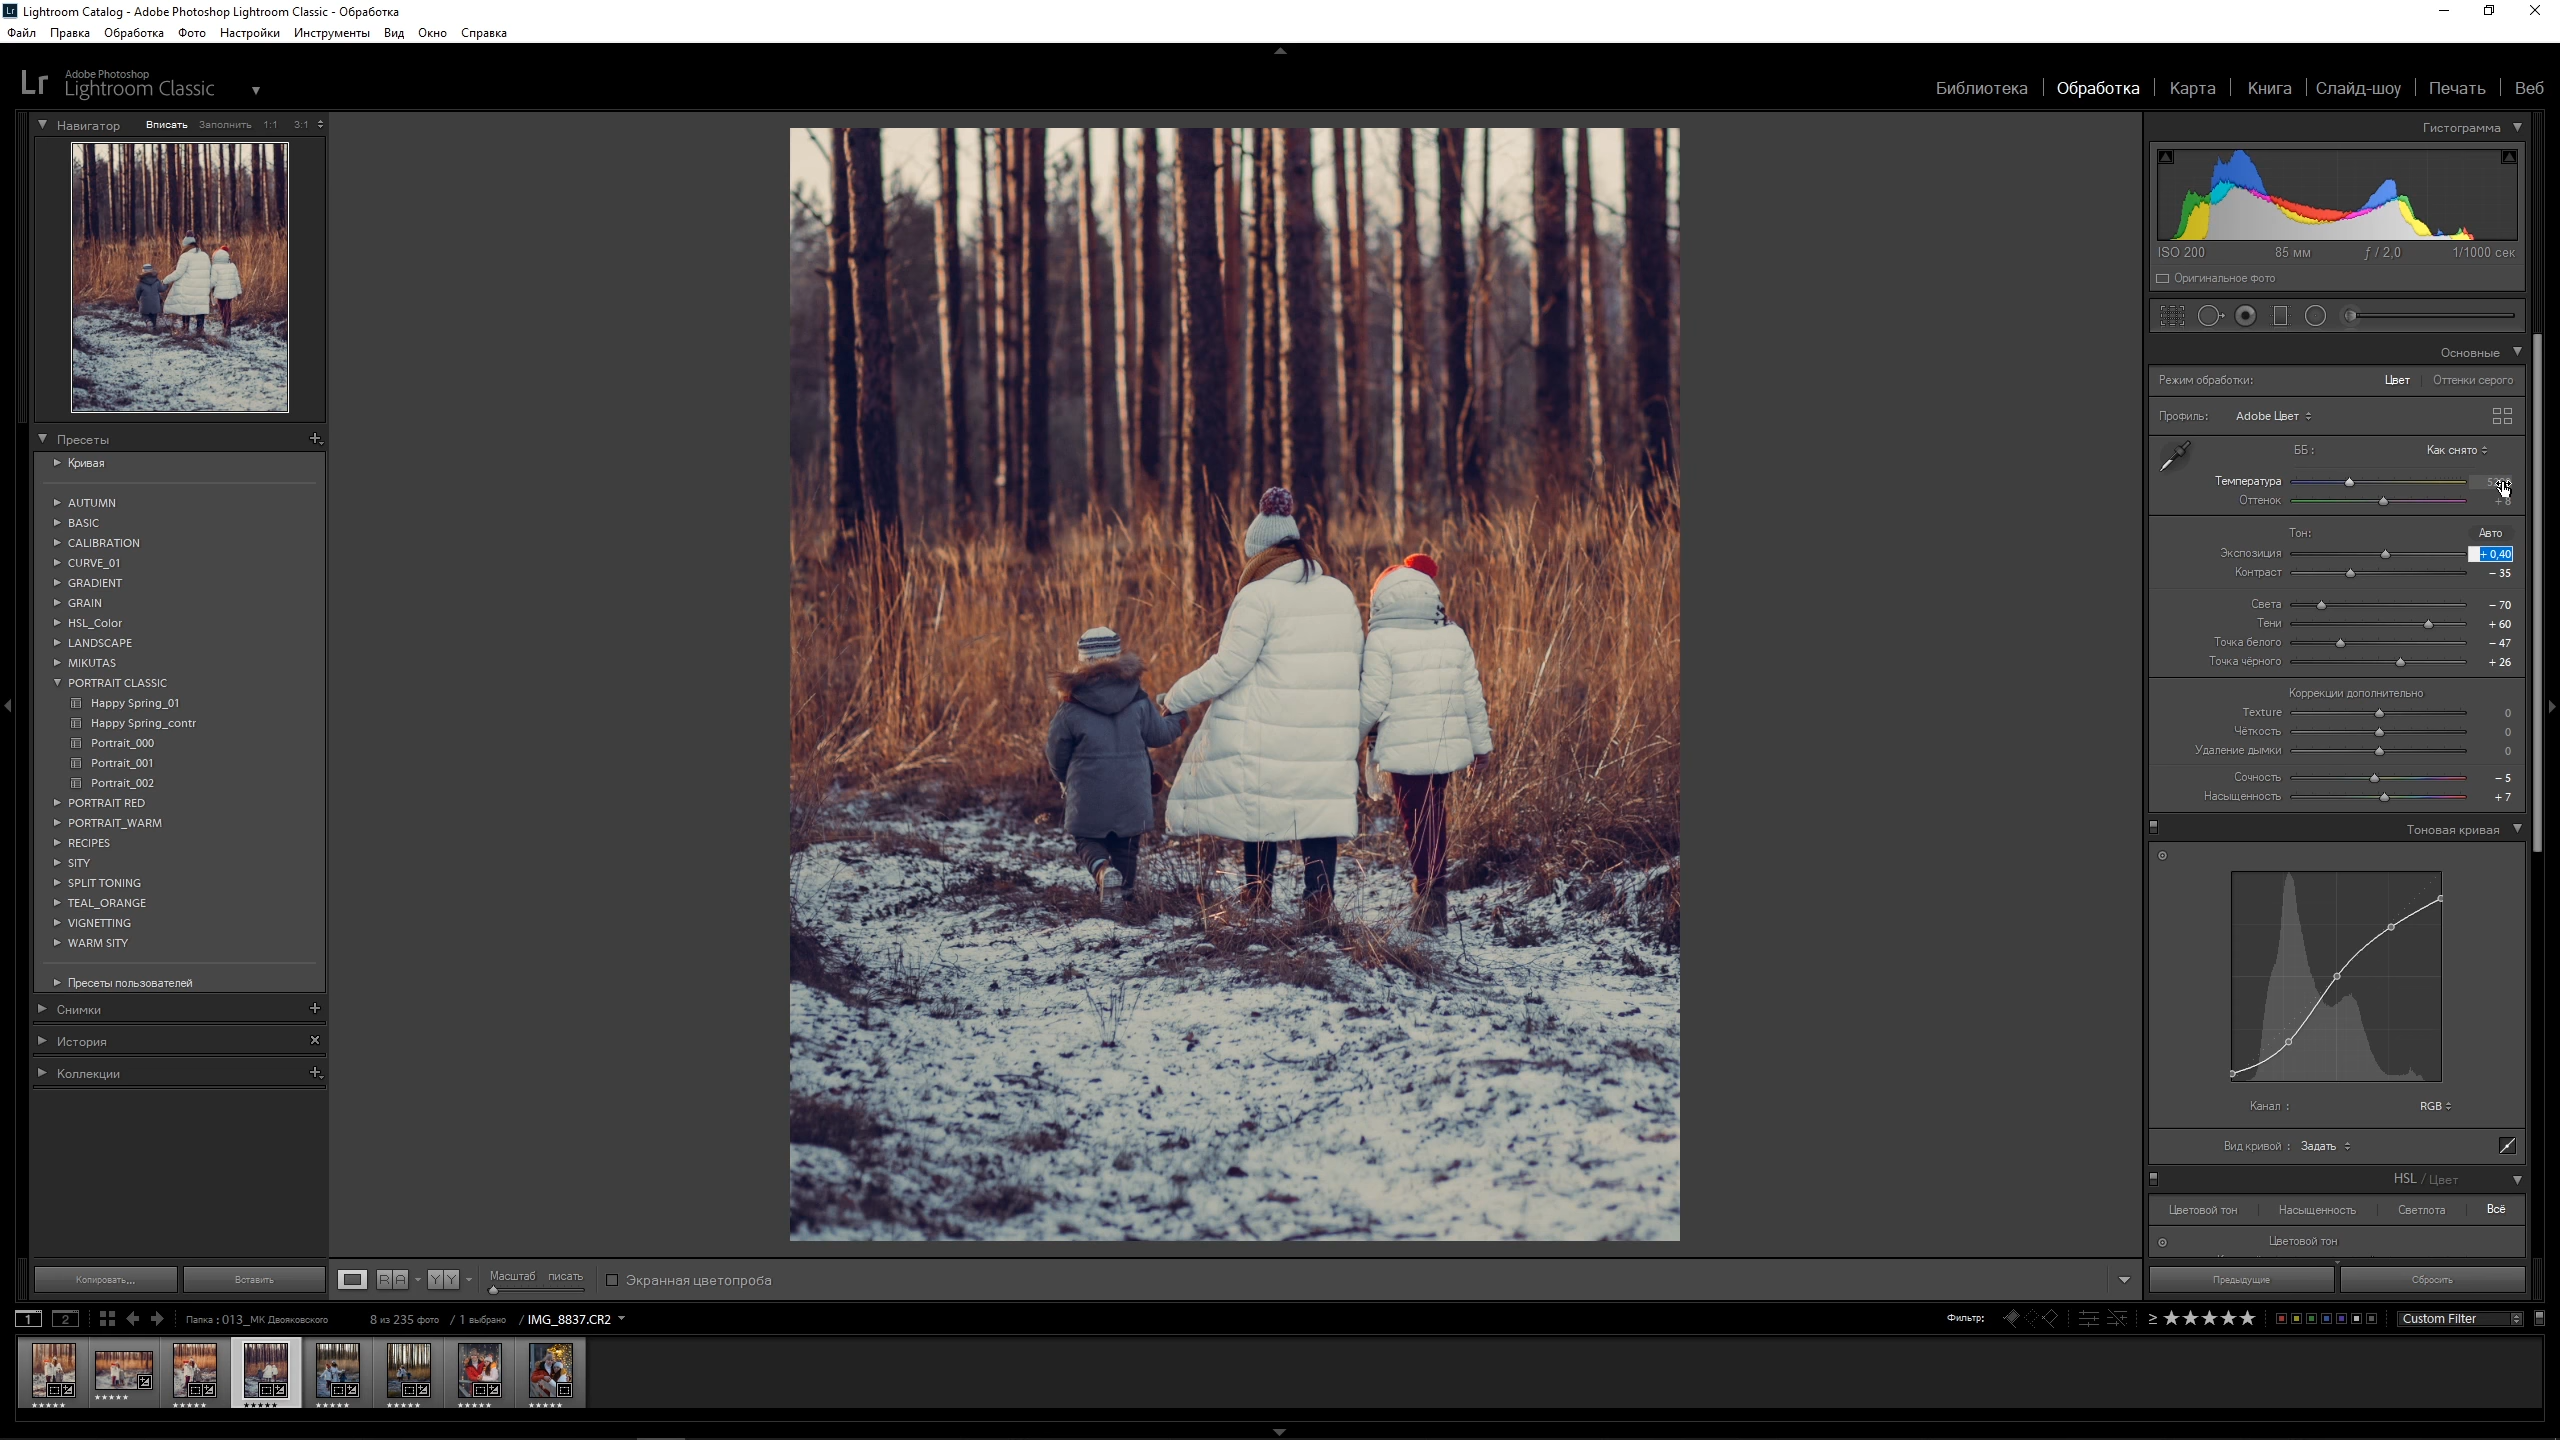 Lightroom Catalog - Adobe Photoshop Lightroom Classic - Обработка
Файл Правка Обработка Фото Настройки Инструменты Вид Окно Справка
Lr Adobe Photoshop
Lightroom Classic
Библиотека Обработка Карта Книга Слайд-шоу Печать Веб
Навигатор Вписать Заполнить 1:1 3:1
Пресеты
Кривая
AUTUMN
BASIC
CALIBRATION
CURVE_01
GRADIENT
GRAIN
HSL_Color
LANDSCAPE
MIKUTAS
PORTRAIT CLASSIC
Happy Spring_01
Happy Spring_contr
Portrait_000
Portrait_001
Portrait_002
PORTRAIT RED
PORTRAIT_WARM
RECIPES
SITY
SPLIT TONING
TEAL_ORANGE
VIGNETTING
WARM SITY
Пресеты пользователей
Снимки
История
Коллекции
Копировать... Вставить
R A Y Y Масштаб писать Экранная цветопроба
Гистограмма
ISO 200 85 мм ƒ / 2,0 1/1000 сек
Оригинальное фото
Основные
Режим обработки: Цвет Оттенки серого
Профиль: Adobe Цвет
ББ : Как снято
Температура
Оттенок + 8
Тон: Авто
Экспозиция + 0,40
Контраст – 35
Света – 70
Тени + 60
Точка белого – 47
Точка чёрного + 26
Коррекции дополнительно
Texture 0
Чёткость 0
Удаление дымки 0
Сочность – 5
Насыщенность + 7
Тоновая кривая
Канал : RGB
Вид кривой : Задать
HSL / Цвет
Цветовой тон Насыщенность Светлота Всё
Цветовой тон
Предыдущие Сбросить
1 2 Папка : 013_МК Двояковского 8 из 235 фото / 1 выбрано / IMG_8837.CR2 Фильтр: ≥ ★★★★★ Custom Filter